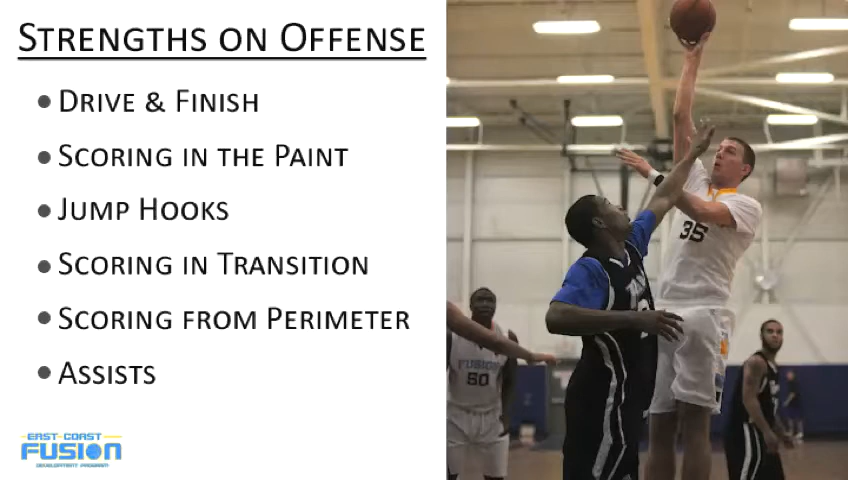 STRENGTHS ON OFFENSE
DRIVE & FINISH
SCORING IN THE PAINT
JUMP HOOKS
SCORING IN TRANSITION
SCORING FROM PERIMETER
ASSISTS
EAST COAST
FUSION
DEVELOPMENT PROGRAM
35
FUSION
50